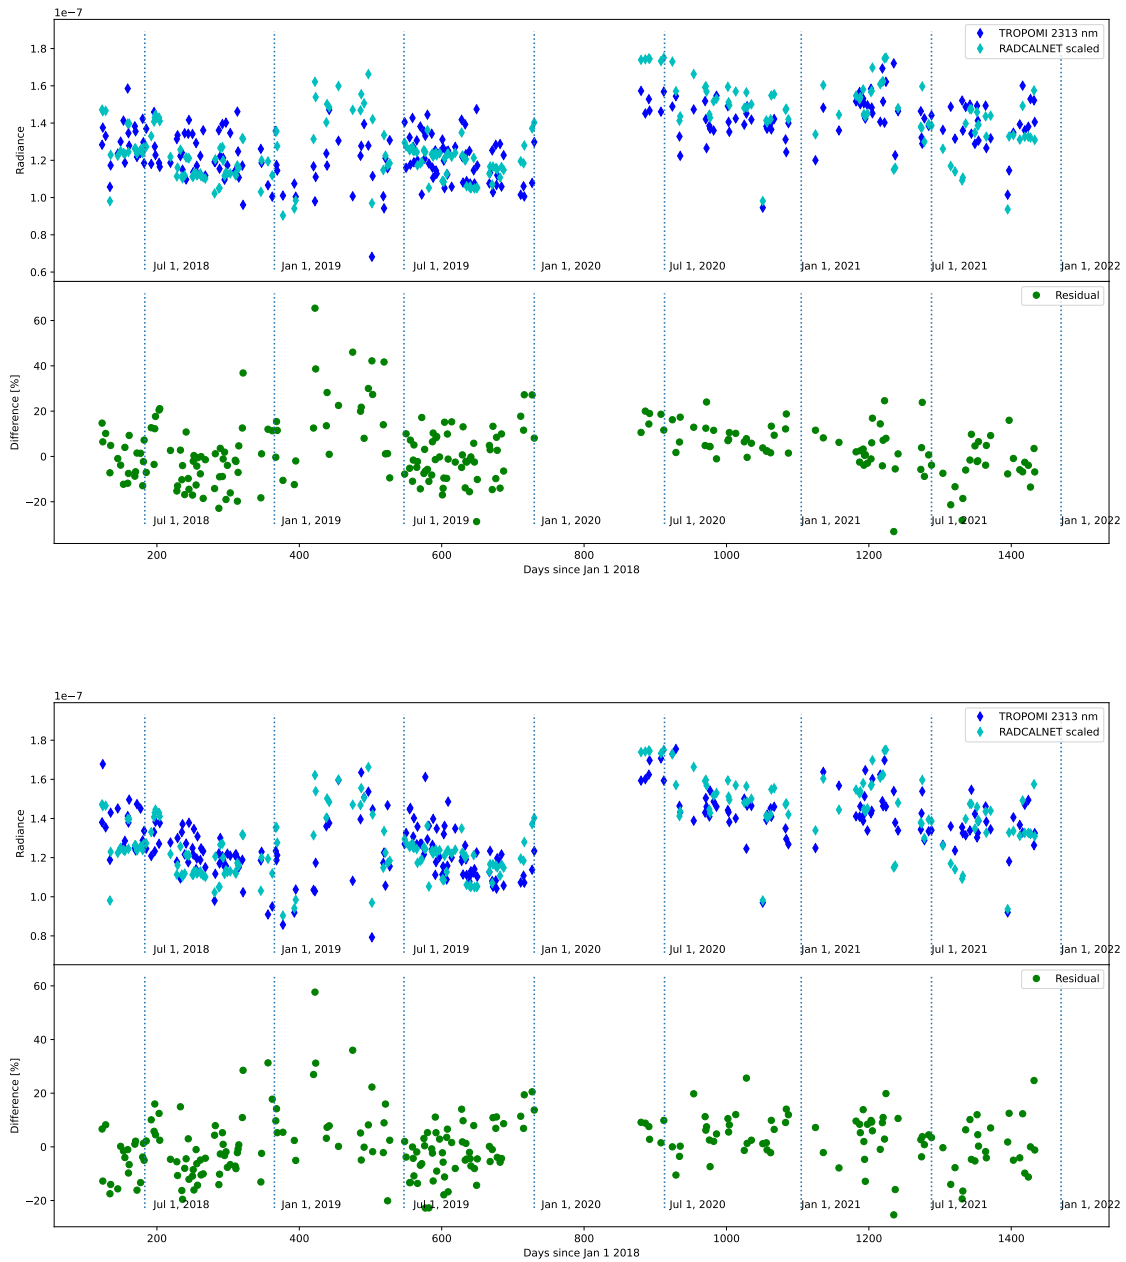 1e−7
TROPOMI 2313 nm
RADCALNET scaled
1.8
1.6
1.4
1.2
1.0
0.8
0.6
Radiance
Jul 1, 2018
Jan 1, 2019
Jul 1, 2019
Jan 1, 2020
Jul 1, 2020
Jan 1, 2021
Jul 1, 2021
Jan 1, 2022
Residual
60
40
20
0
−20
Difference [%]
Jul 1, 2018
Jan 1, 2019
Jul 1, 2019
Jan 1, 2020
Jul 1, 2020
Jan 1, 2021
Jul 1, 2021
Jan 1, 2022
200 400 600 800 1000 1200 1400
Days since Jan 1 2018
1e−7
TROPOMI 2313 nm
RADCALNET scaled
1.8
1.6
1.4
1.2
1.0
0.8
Radiance
Jul 1, 2018
Jan 1, 2019
Jul 1, 2019
Jan 1, 2020
Jul 1, 2020
Jan 1, 2021
Jul 1, 2021
Jan 1, 2022
Residual
60
40
20
0
−20
Difference [%]
Jul 1, 2018
Jan 1, 2019
Jul 1, 2019
Jan 1, 2020
Jul 1, 2020
Jan 1, 2021
Jul 1, 2021
Jan 1, 2022
200 400 600 800 1000 1200 1400
Days since Jan 1 2018